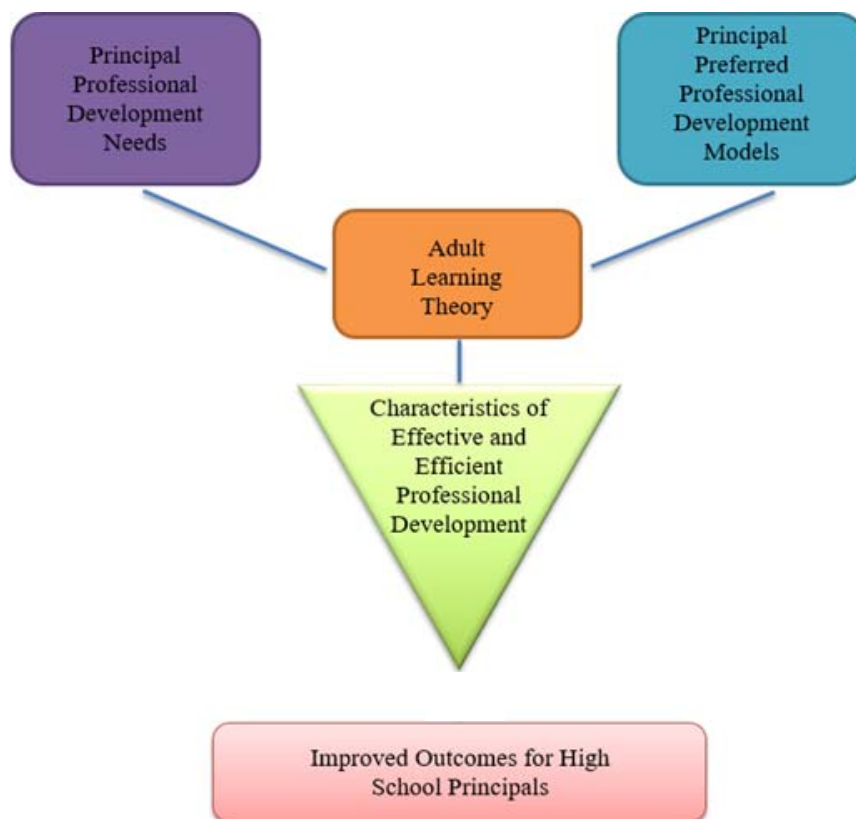 Principal
Professional
Development
Needs
Principal
Preferred
Professional
Development
Models
Adult
Learning
Theory
Characteristics of
Effective and
Efficient
Professional
Development
Improved Outcomes for High
School Principals